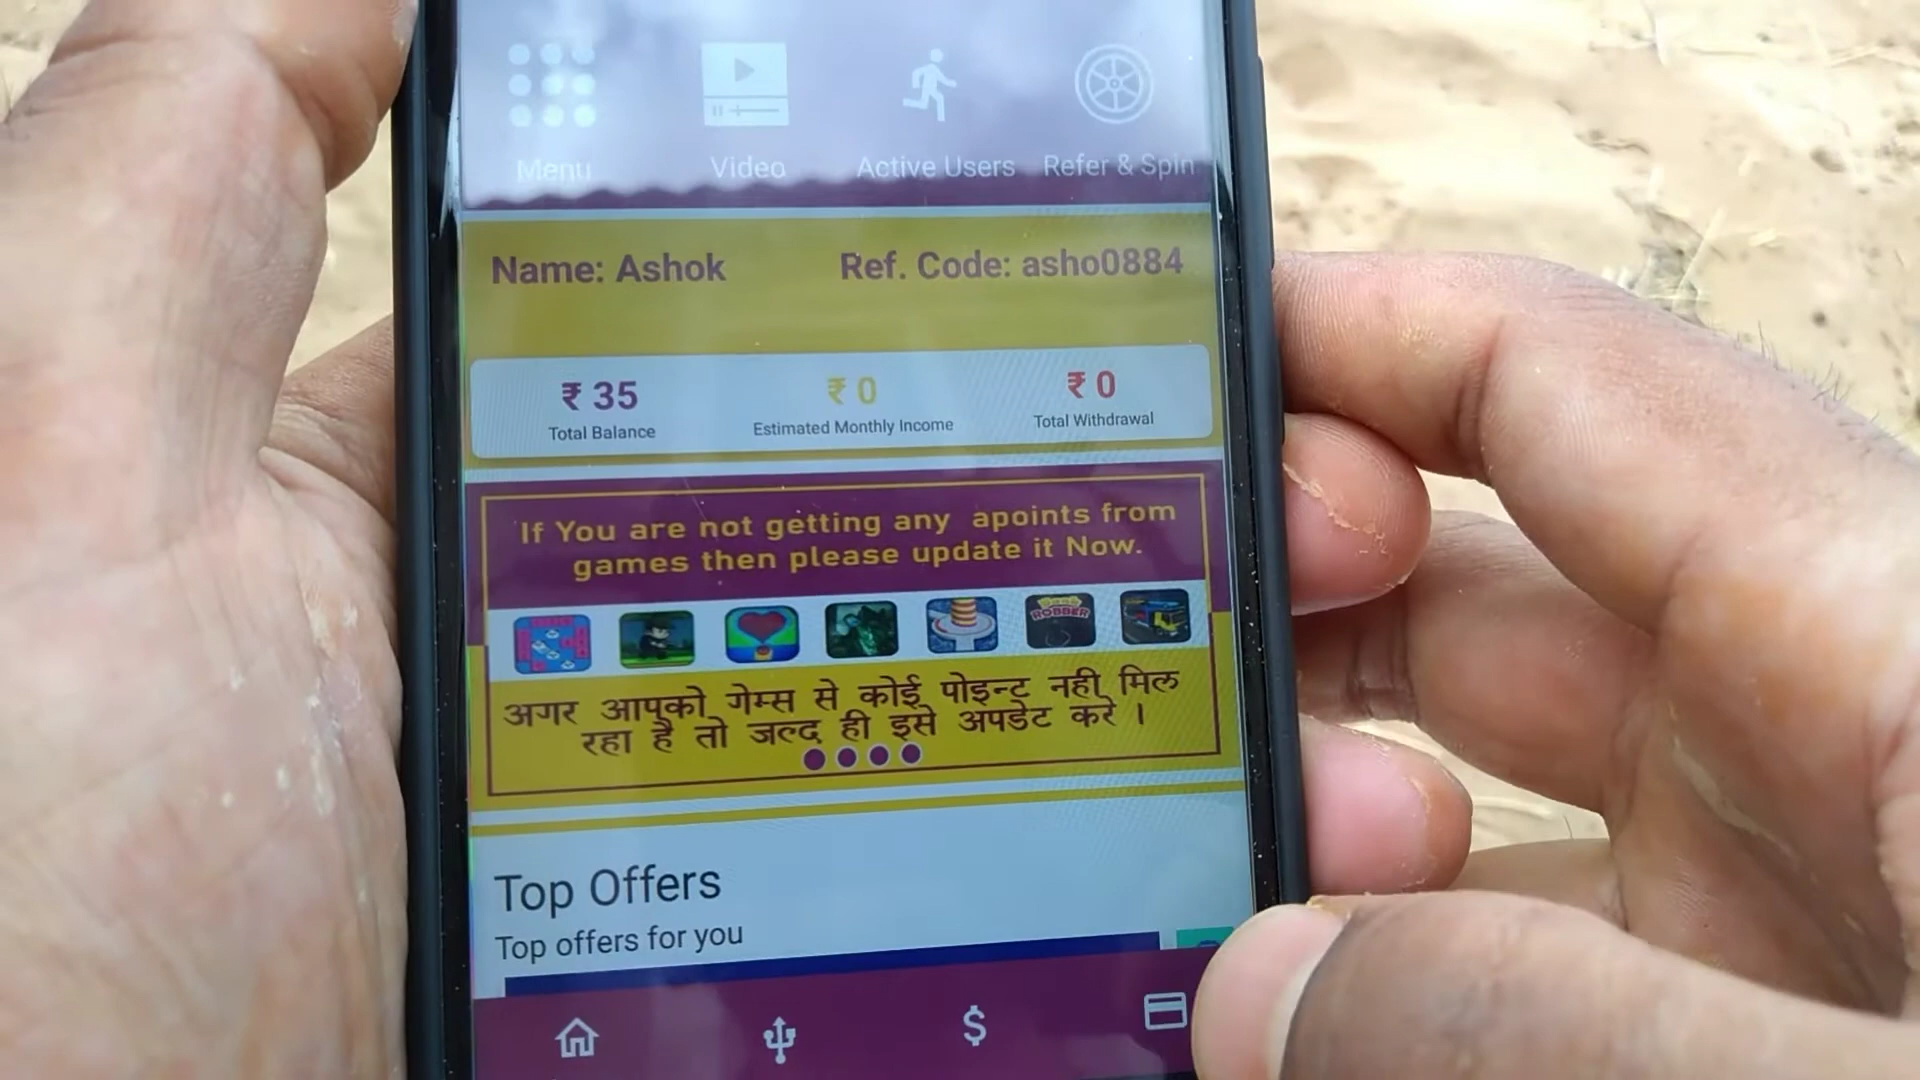 Menu Video Active Users Refer & Spin
Name: Ashok Ref. Code: asho0884
₹ 35 ₹ 0 ₹ 0
Total Balance Estimated Monthly Income Total Withdrawal
If You are not getting any apoints from
games then please update it Now.
ROBBER
अगर आपको गेम्स से कोई पोइन्ट नही मिल
रहा है तो जल्द ही इसे अपडेट करे ।
Top Offers
Top offers for you